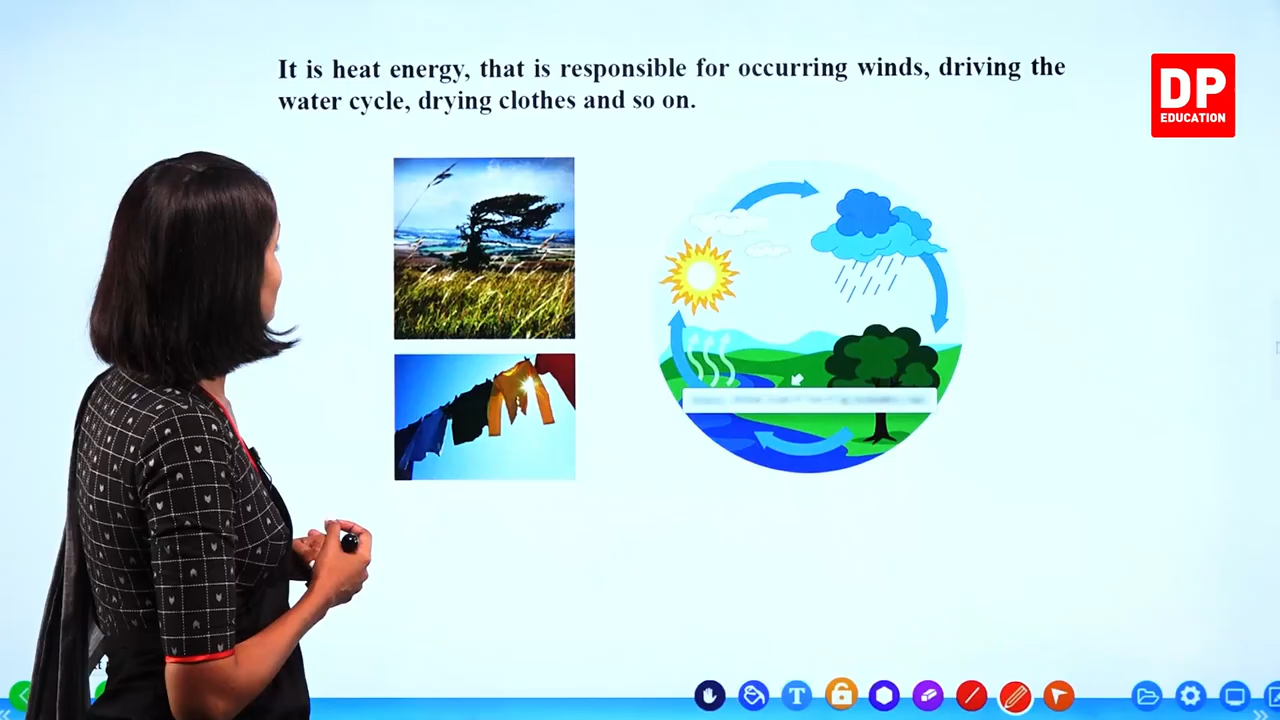 It is heat energy, that is responsible for occurring winds, driving the
water cycle, drying clothes and so on.
DP
EDUCATION
T